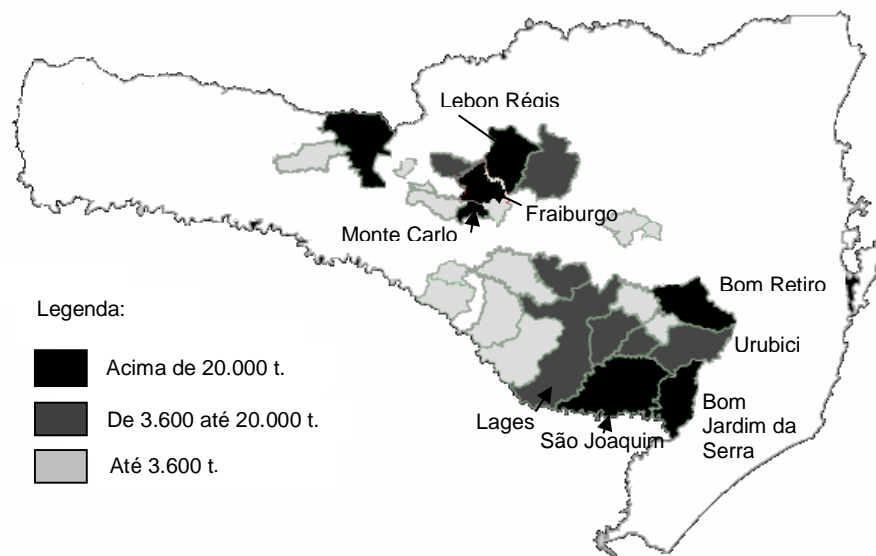 Lebon Régis
Fraiburgo
Monte Carlo
Bom Retiro
Legenda:
Urubici
Acima de 20.000 t.
Bom
Jardim da
Serra
De 3.600 até 20.000 t.
Lages
São Joaquim
Até 3.600 t.